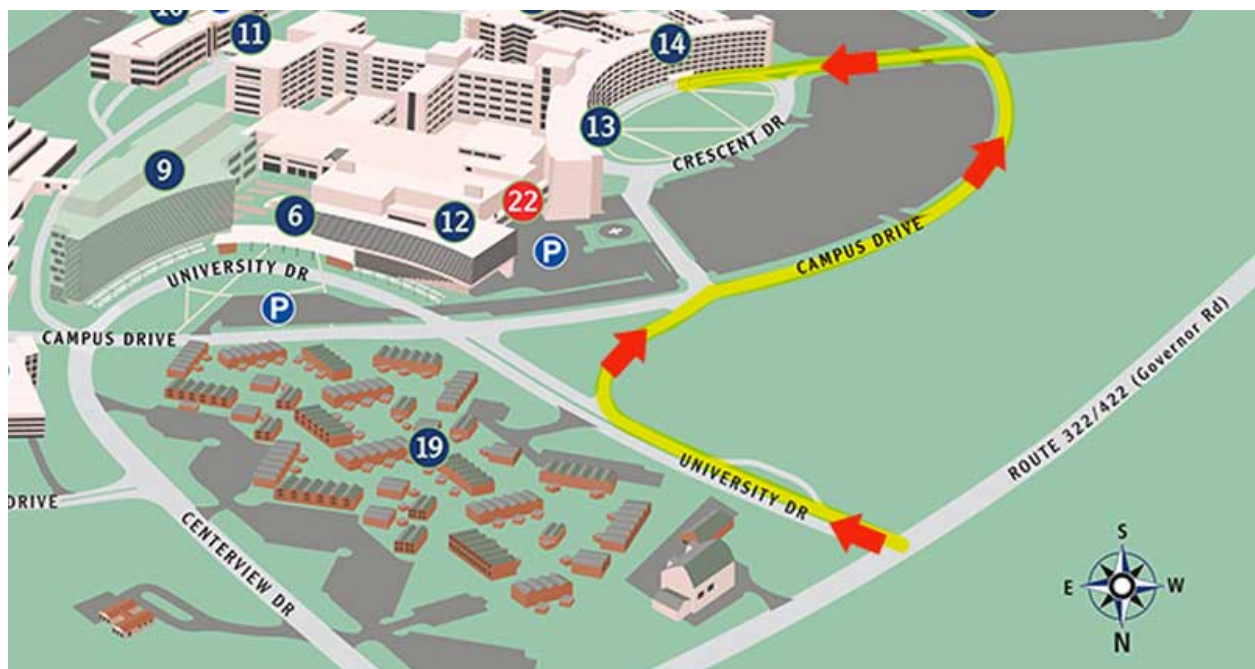 10
11
14
13
CRESCENT DR
9
22
6
12
P
UNIVERSITY DR
CAMPUS DRIVE
P
CAMPUS DRIVE
19
UNIVERSITY DR
ROUTE 322/422 (Governor Rd)
DRIVE
CENTERVIEW DR
S
E
W
N